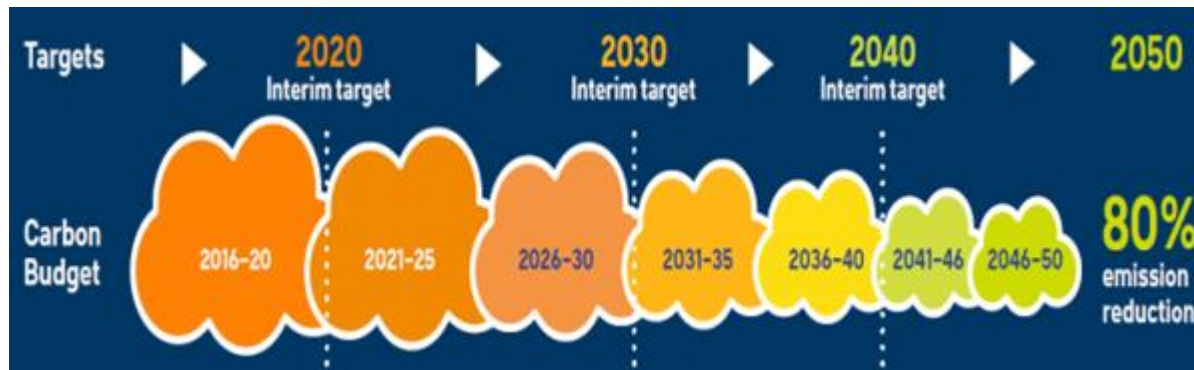 Targets
2020
Interim target
2030
Interim target
2040
Interim target
2050
Carbon
Budget
2016-20
2021-25
2026-30
2031-35
2036-40
2041-46
2046-50
80%
emission
reduction